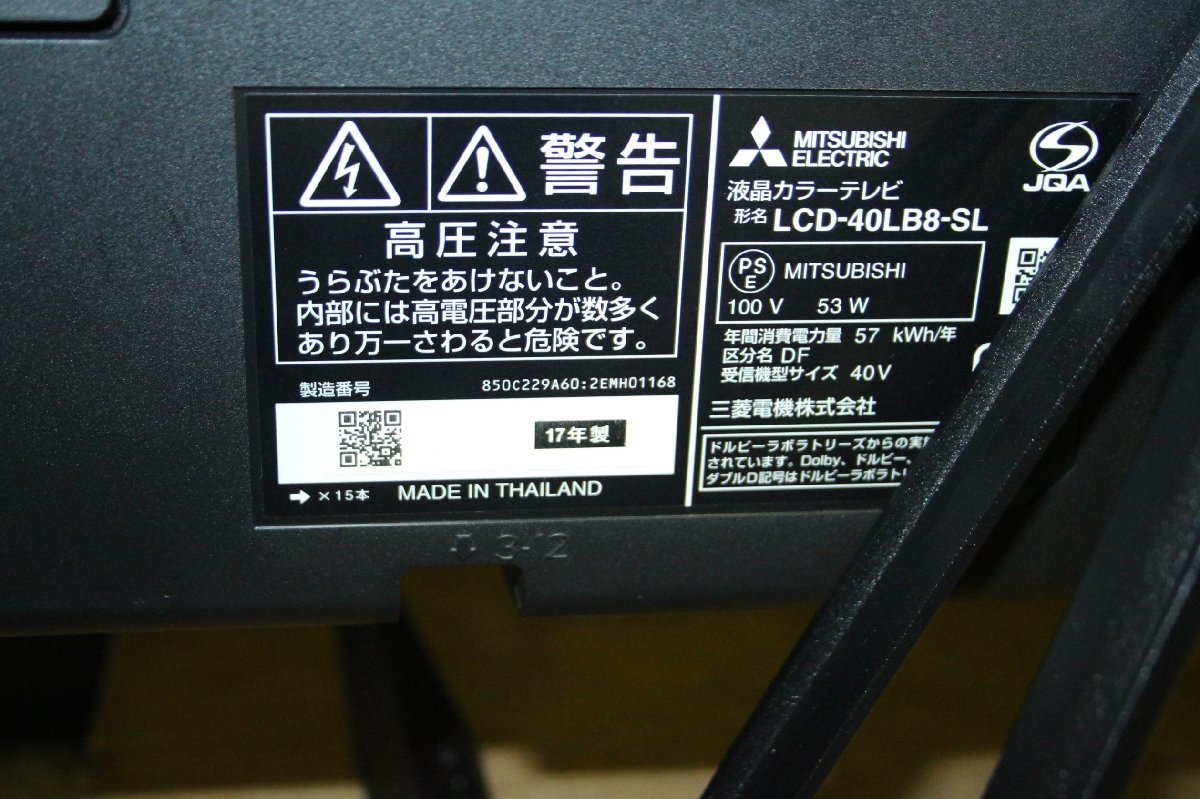 警告
高圧注意
うらぶたをあけないこと。
内部には高電圧部分が数多く
あり万一さわると危険です。
製造番号 850C229A60:2EMH01168
17年製
➡ ×15本 MADE IN THAILAND
MITSUBISHI
ELECTRIC
JQA
液晶カラーテレビ
形名 LCD-40LB8-SL
PS
E
MITSUBISHI
100 V 53 W
年間消費電力量 57 kWh/年
区分名 DF
受信機型サイズ 40V
三菱電機株式会社
ドルビーラボラトリーズからの実
されています。Dolby、ドルビー、
ダブルD記号はドルビーラボラトリ
3-12